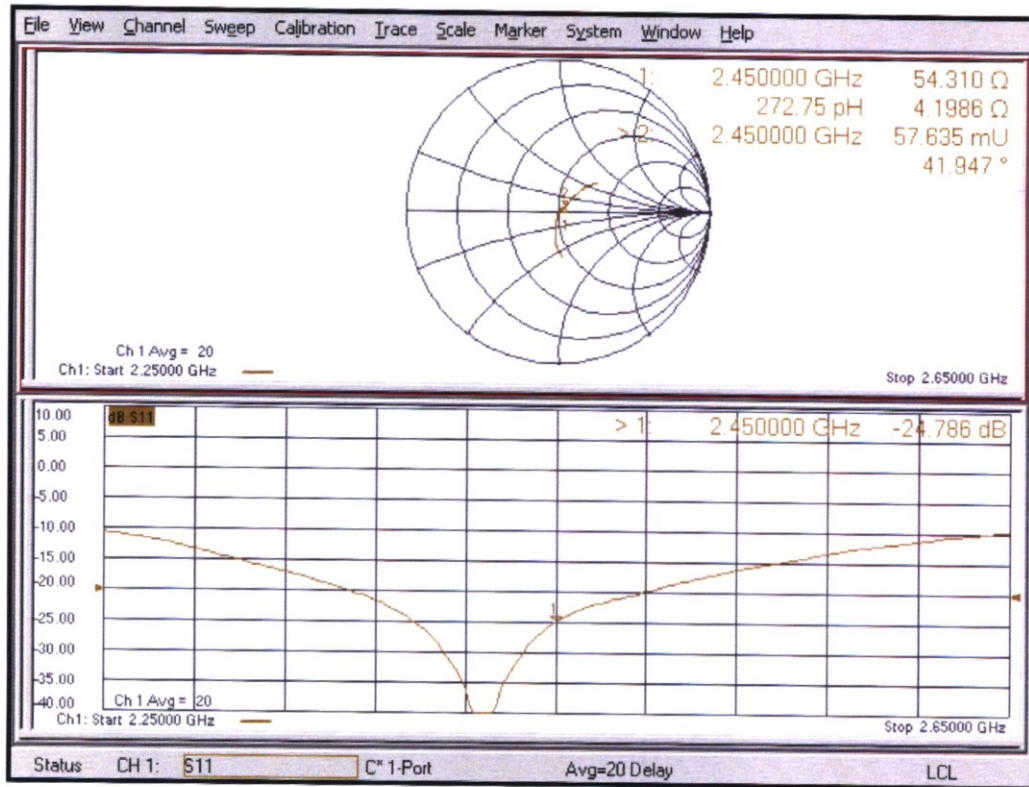 File View Channel Sweep Calibration Trace Scale Marker System Window Help
1: 2.450000 GHz 54.310 Ω
272.75 pH 4.1986 Ω
> 2: 2.450000 GHz 57.635 mU
41.947 °
2
1
Ch 1 Avg = 20
Ch1: Start 2.25000 GHz Stop 2.65000 GHz
10.00 dB S11 > 1: 2.450000 GHz -24.786 dB
5.00
0.00
-5.00
-10.00
-15.00
-20.00
-25.00 1
-30.00
-35.00
-40.00 Ch 1 Avg = 20
Ch1: Start 2.25000 GHz Stop 2.65000 GHz
Status CH 1: S11 C* 1-Port Avg=20 Delay LCL